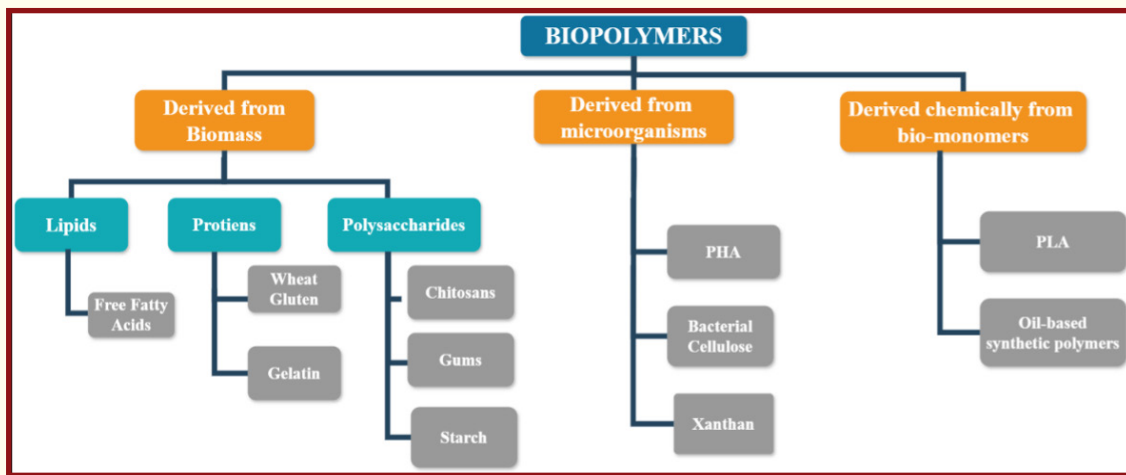 BIOPOLYMERS
Derived from
Biomass
Derived from
microorganisms
Derived chemically from
bio-monomers
Lipids
Protiens
Polysaccharides
Free Fatty
Acids
Wheat
Gluten
Gelatin
Chitosans
Gums
Starch
PHA
Bacterial
Cellulose
Xanthan
PLA
Oil-based
synthetic polymers